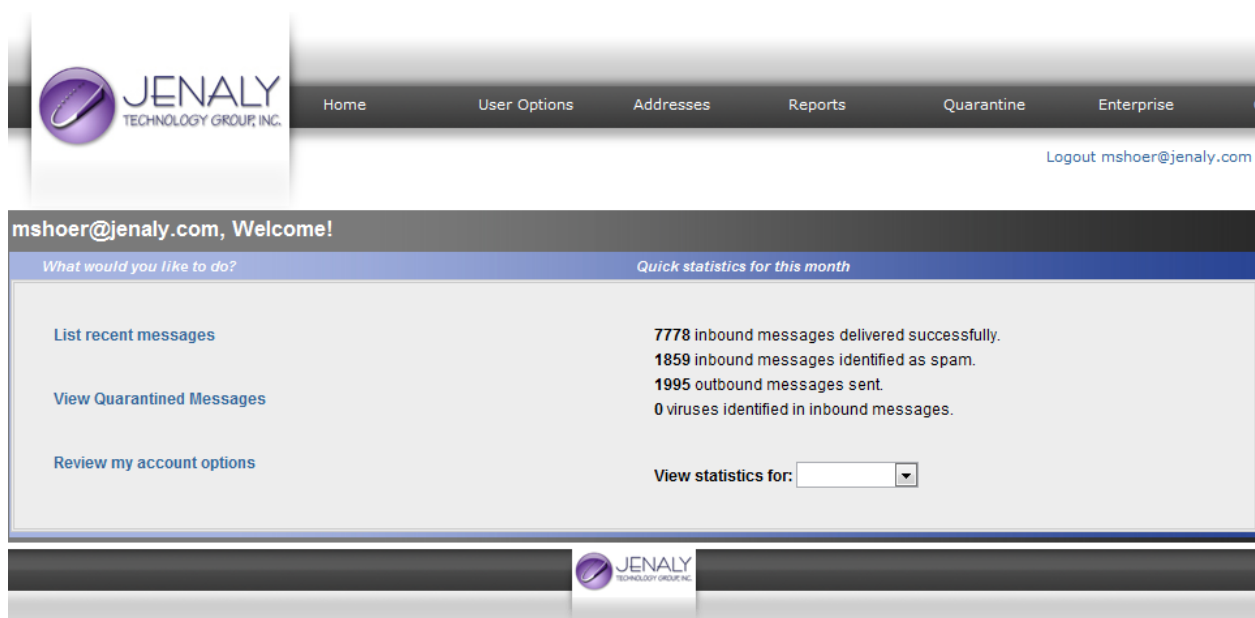 JENALY
TECHNOLOGY GROUP, INC.
Home User Options Addresses Reports Quarantine Enterprise
Logout mshoer@jenaly.com
mshoer@jenaly.com, Welcome!
What would you like to do? Quick statistics for this month
List recent messages
View Quarantined Messages
Review my account options
7778 inbound messages delivered successfully.
1859 inbound messages identified as spam.
1995 outbound messages sent.
0 viruses identified in inbound messages.
View statistics for:
JENALY
TECHNOLOGY GROUP, INC.